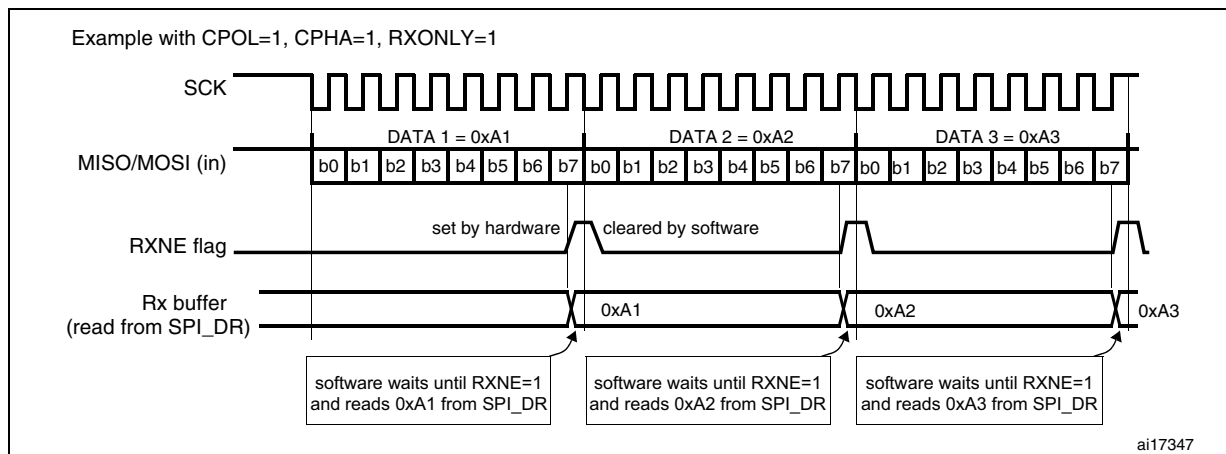 Example with CPOL=1, CPHA=1, RXONLY=1
SCK
DATA 1 = 0xA1 DATA 2 = 0xA2 DATA 3 = 0xA3
MISO/MOSI (in) b0 b1 b2 b3 b4 b5 b6 b7 b0 b1 b2 b3 b4 b5 b6 b7 b0 b1 b2 b3 b4 b5 b6 b7
set by hardware cleared by software
RXNE flag
Rx buffer
(read from SPI_DR)
0xA1 0xA2 0xA3
software waits until RXNE=1
and reads 0xA1 from SPI_DR
software waits until RXNE=1
and reads 0xA2 from SPI_DR
software waits until RXNE=1
and reads 0xA3 from SPI_DR
ai17347